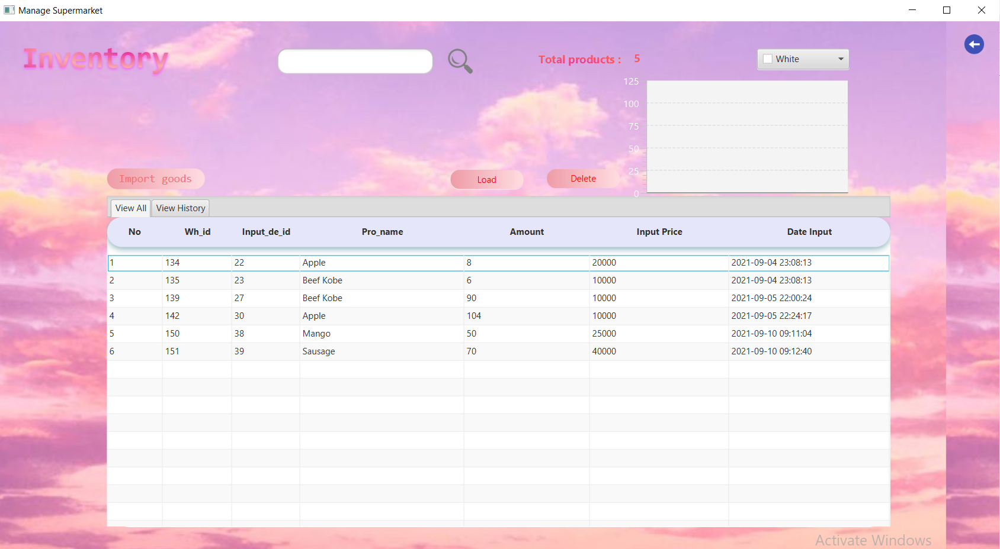 Manage Supermarket
Inventory
Total products : 5
White
125
100
75
50
25
0
Import goods
Load
Delete
View All View History
No Wh_id Input_de_id Pro_name Amount Input Price Date Input
1 134 22 Apple 8 20000 2021-09-04 23:08:13
2 135 23 Beef Kobe 6 10000 2021-09-04 23:08:13
3 139 27 Beef Kobe 90 10000 2021-09-05 22:00:24
4 142 30 Apple 104 10000 2021-09-05 22:24:17
5 150 38 Mango 50 25000 2021-09-10 09:11:04
6 151 39 Sausage 70 40000 2021-09-10 09:12:40
Activate Windows